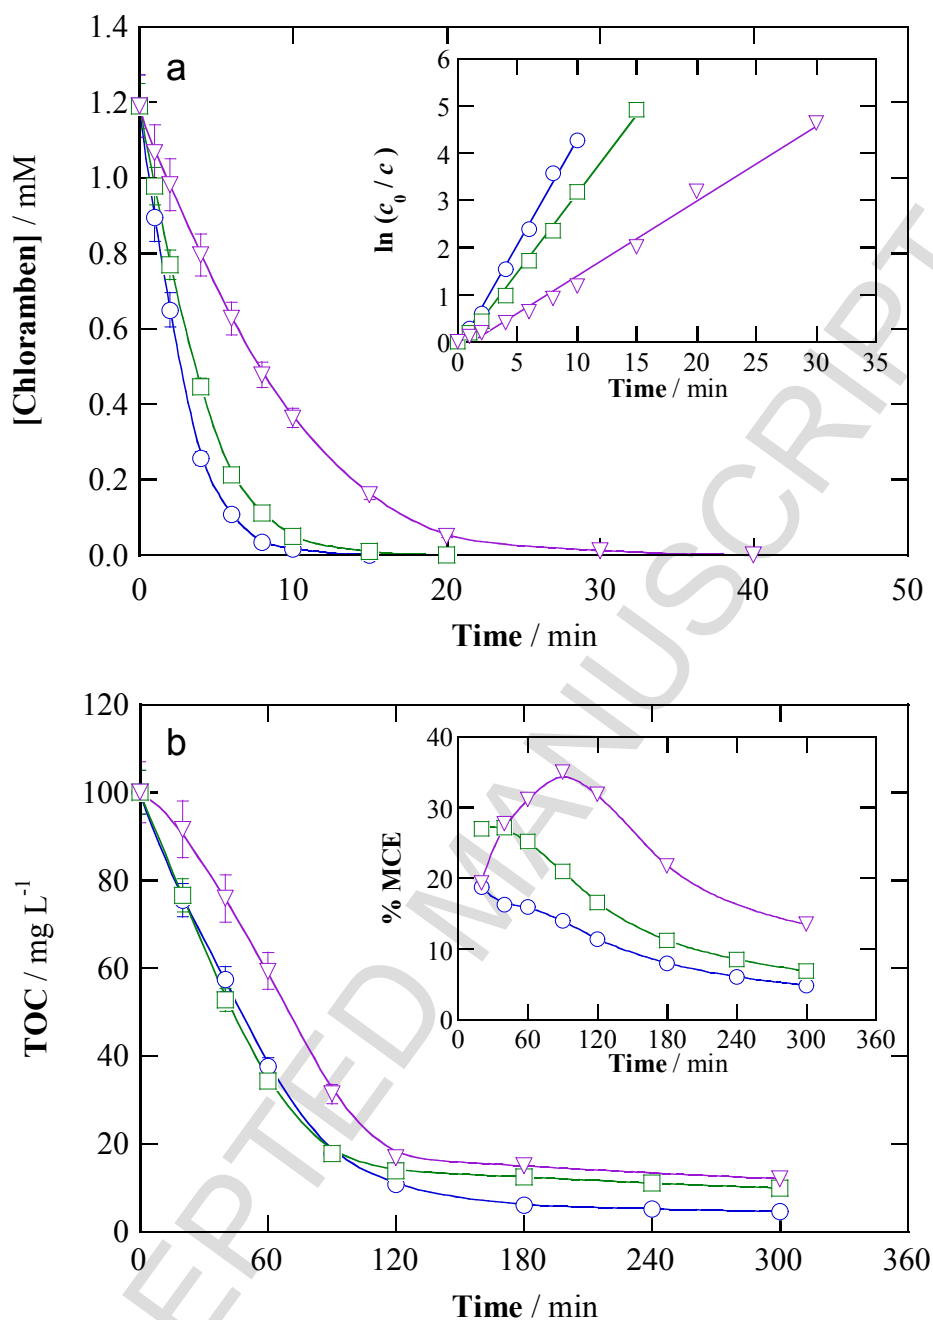 a
1.4
1.2
1.0
0.8
0.6
0.4
0.2
0.0
[Chloramben] / mM
0 10 20 30 40 50
Time / min
6
5
4
3
2
1
0
ln (c0 / c)
0 5 10 15 20 25 30 35
Time / min
b
120
100
80
60
40
20
0
TOC / mg L−1
0 60 120 180 240 300 360
Time / min
40
30
20
10
0
% MCE
0 60 120 180 240 300 360
Time / min
EPTED MANUSCRIPT